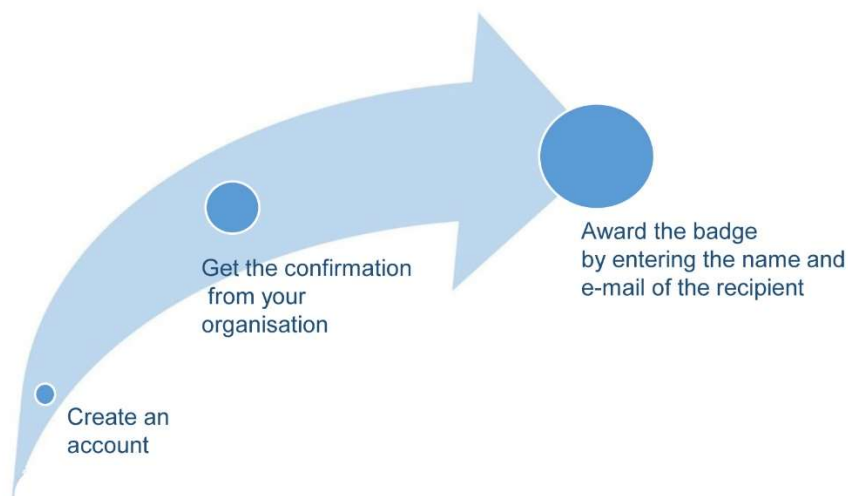 Award the badge
by entering the name and
e-mail of the recipient
Get the confirmation
from your
organisation
Create an
account